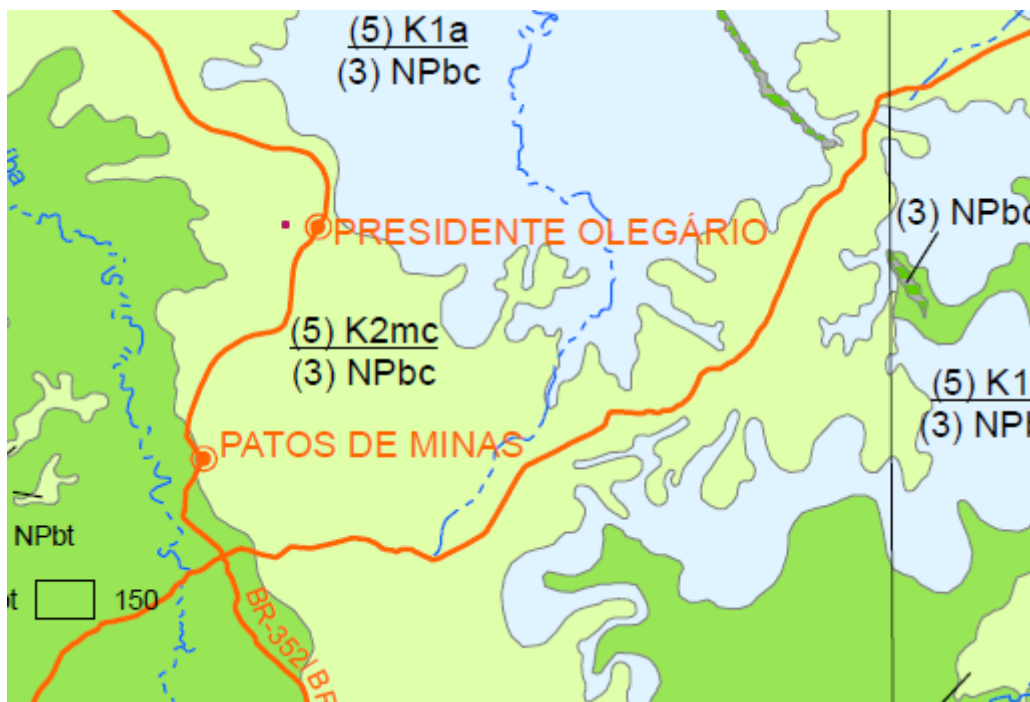 (5) K1a
(3) NPbc
(3) NPbc
PRESIDENTE OLEGÁRIO
(5) K2mc
(3) NPbc
(5) K1
(3) NP
PATOS DE MINAS
NPbt
150
BR-352/BR